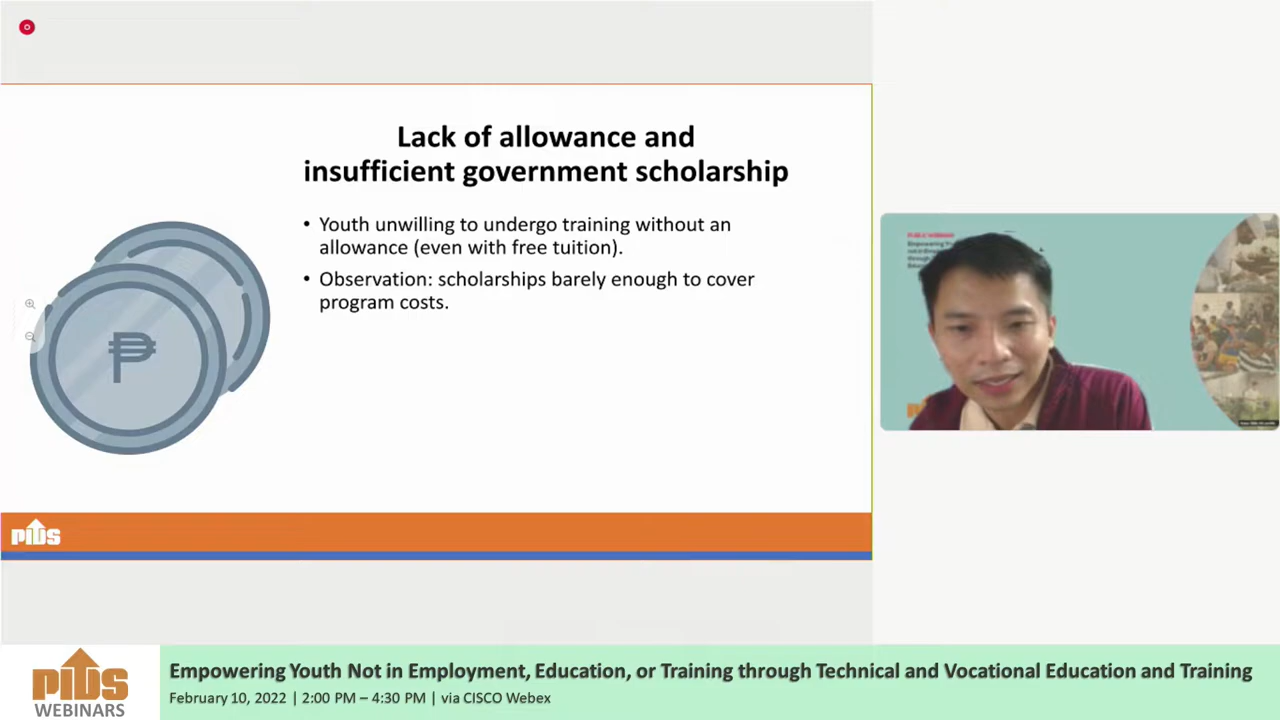 Lack of allowance and
insufficient government scholarship
• Youth unwilling to undergo training without an
allowance (even with free tuition).
• Observation: scholarships barely enough to cover
program costs.
₱
PIDS
PUBLIC WEBINAR
PIDS
WEBINARS
Empowering Youth Not in Employment, Education, or Training through Technical and Vocational Education and Training
February 10, 2022 | 2:00 PM – 4:30 PM | via CISCO Webex